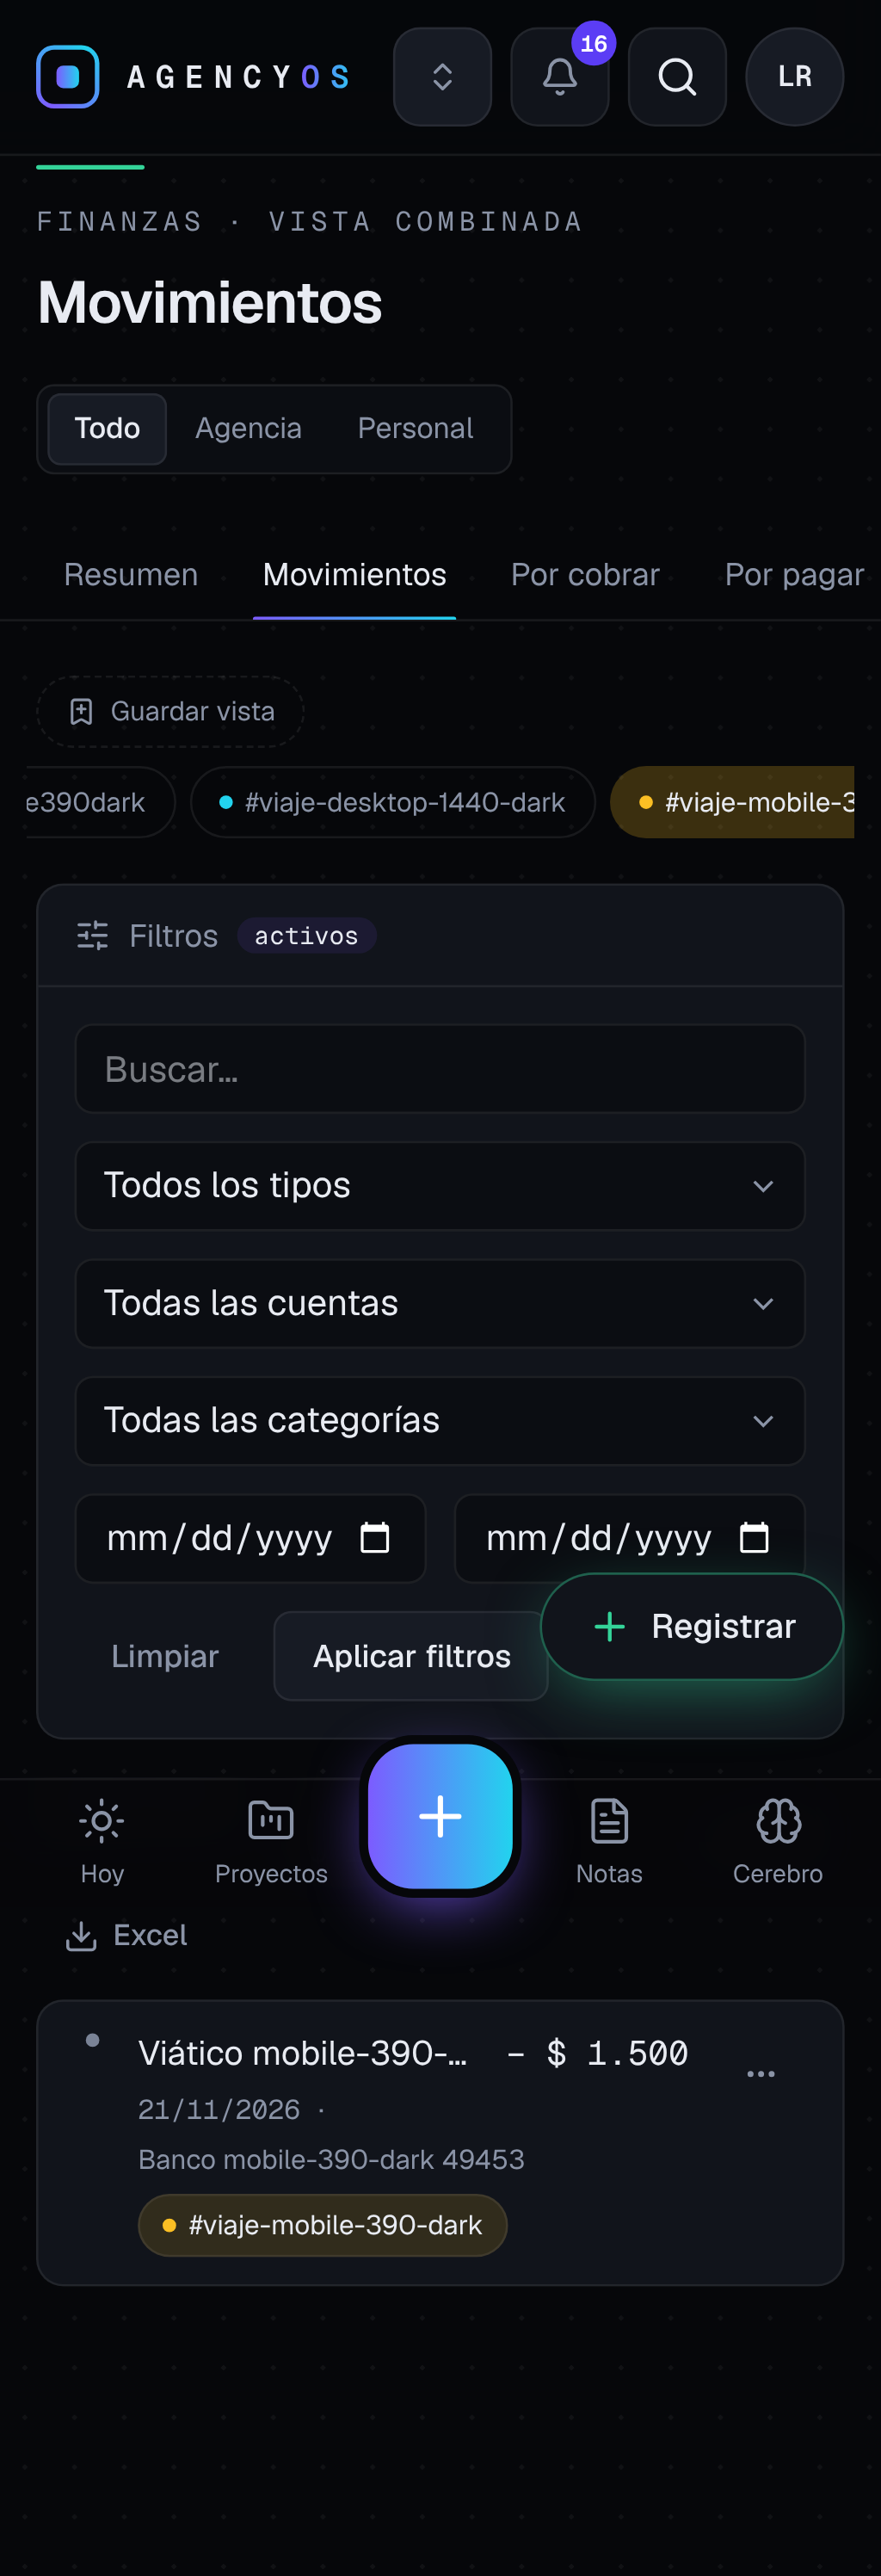 AGENCYOS
16
LR
FINANZAS · VISTA COMBINADA
Movimientos
Todo Agencia Personal
Resumen Movimientos Por cobrar Por pagar
Guardar vista
e390dark #viaje-desktop-1440-dark #viaje-mobile-3
Filtros activos
Buscar…
Todos los tipos
Todas las cuentas
Todas las categorías
mm/dd/yyyy mm/dd/yyyy
Limpiar Aplicar filtros Registrar
Hoy Proyectos Notas Cerebro
Excel
Viático mobile-390-… − $ 1.500
21/11/2026 ·
Banco mobile-390-dark 49453
#viaje-mobile-390-dark